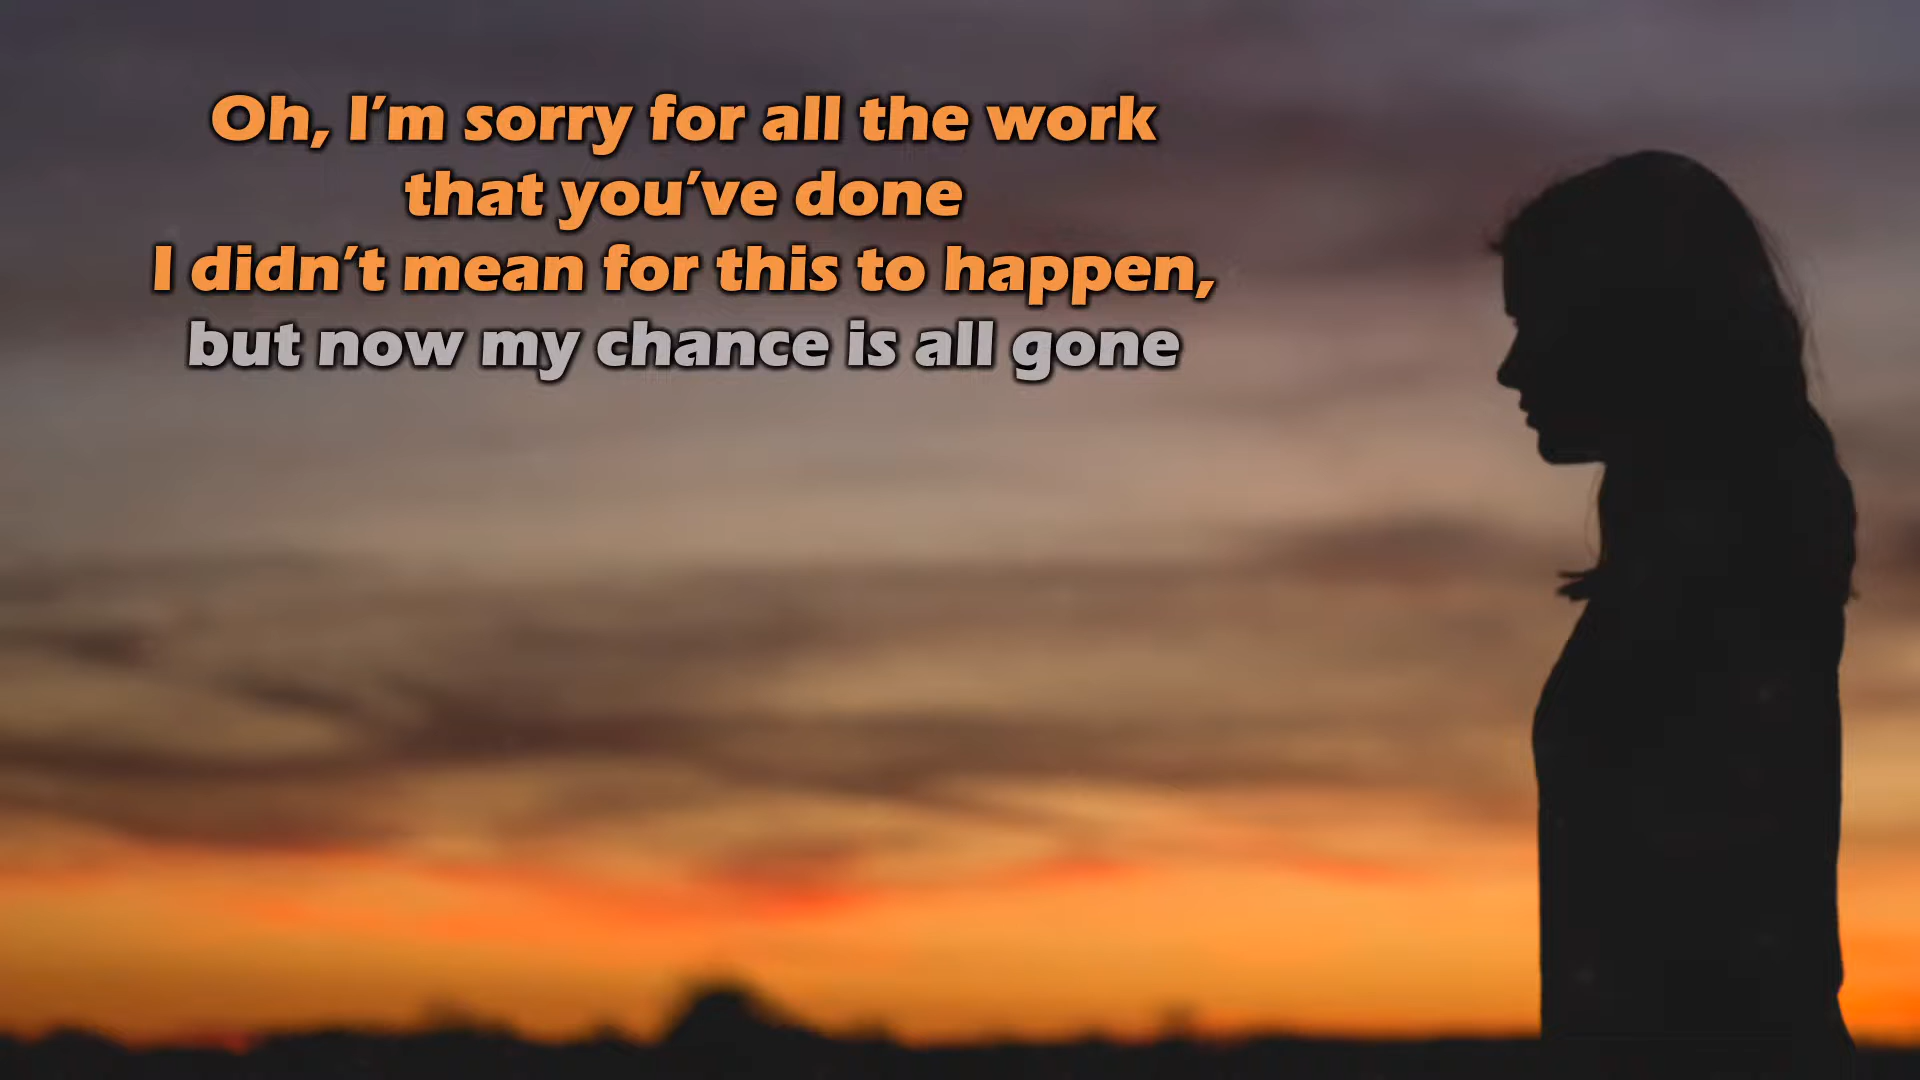 Oh, I’m sorry for all the work
that you’ve done
I didn’t mean for this to happen,
but now my chance is all gone